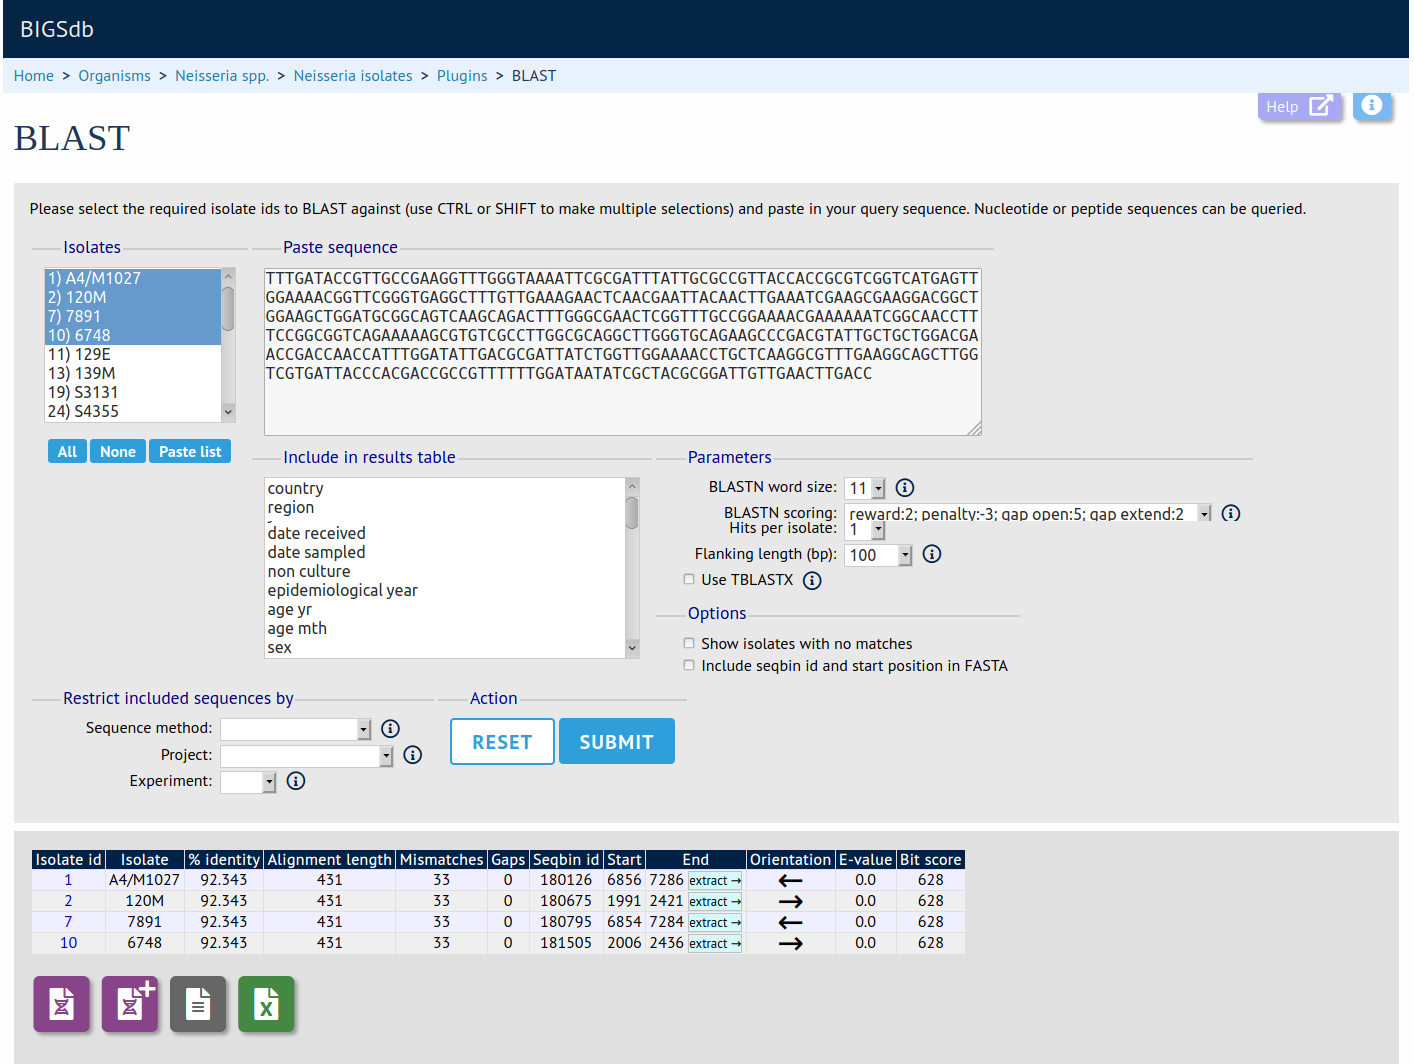 BIGSdb
Home > Organisms > Neisseria spp. > Neisseria isolates > Plugins > BLAST
Help
BLAST
Please select the required isolate ids to BLAST against (use CTRL or SHIFT to make multiple selections) and paste in your query sequence. Nucleotide or peptide sequences can be queried.
Isolates
1) A4/M1027
2) 120M
7) 7891
10) 6748
11) 129E
13) 139M
19) S3131
24) S4355
All None Paste list
Paste sequence
TTTGATACCGTTGCCGAAGGTTTGGGTAAAATTCGCGATTTATTGCGCCGTTACCACCGCGTCGGTCATGAGTT
GGAAAACGGTTCGGGTGAGGCTTTGTTGAAAGAACTCAACGAATTACAACTTGAAATCGAAGCGAAGGACGGCT
GGAAGCTGGATGCGGCAGTCAAGCAGACTTTGGGCGAACTCGGTTTGCCGGAAAACGAAAAAATCGGCAACCTT
TCCGGCGGTCAGAAAAAGCGTGTCGCCTTGGCGCAGGCTTGGGTGCAGAAGCCCGACGTATTGCTGCTGGACGA
ACCGACCAACCATTTGGATATTGACGCGATTATCTGGTTGGAAAACCTGCTCAAGGCGTTTGAAGGCAGCTTGG
TCGTGATTACCCACGACCGCCGTTTTTTGGATAATATCGCTACGCGGATTGTTGAACTTGACC
Include in results table
country
region
date received
date sampled
non culture
epidemiological year
age yr
age mth
sex
Parameters
BLASTN word size: 11
BLASTN scoring: reward:2; penalty:-3; gap open:5; gap extend:2
Hits per isolate: 1
Flanking length (bp): 100
Use TBLASTX
Options
Show isolates with no matches
Include seqbin id and start position in FASTA
Restrict included sequences by
Sequence method:
Project:
Experiment:
Action
RESET SUBMIT
Isolate id Isolate % identity Alignment length Mismatches Gaps Seqbin id Start End Orientation E-value Bit score
1 A4/M1027 92.343 431 33 0 180126 6856 7286 extract → ← 0.0 628
2 120M 92.343 431 33 0 180675 1991 2421 extract → → 0.0 628
7 7891 92.343 431 33 0 180795 6854 7284 extract → ← 0.0 628
10 6748 92.343 431 33 0 181505 2006 2436 extract → → 0.0 628